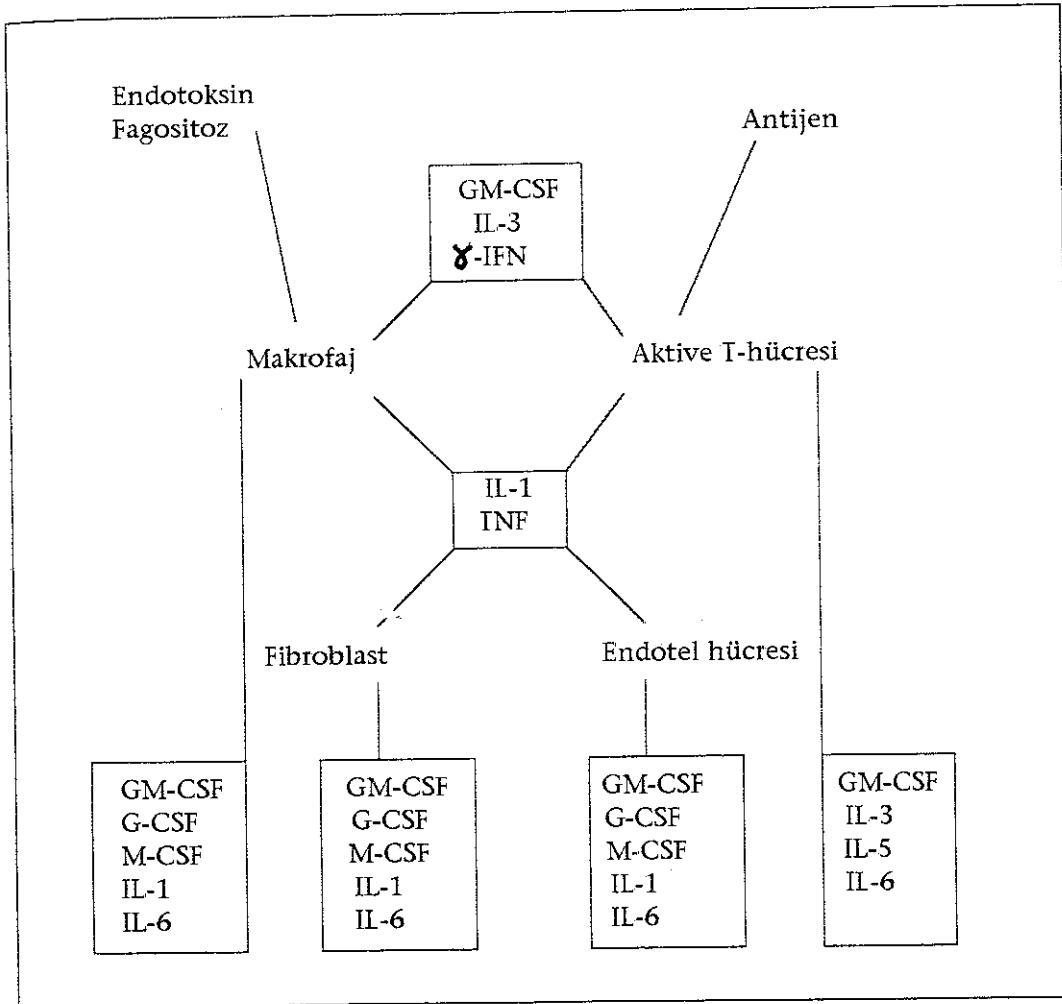 Endotoksin
Fagositoz
Antijen
GM-CSF
IL-3
ɣ-IFN
Makrofaj
Aktive T-hücresi
IL-1
TNF
Fibroblast
Endotel hücresi
GM-CSF
G-CSF
M-CSF
IL-1
IL-6
GM-CSF
G-CSF
M-CSF
IL-1
IL-6
GM-CSF
G-CSF
M-CSF
IL-1
IL-6
GM-CSF
IL-3
IL-5
IL-6